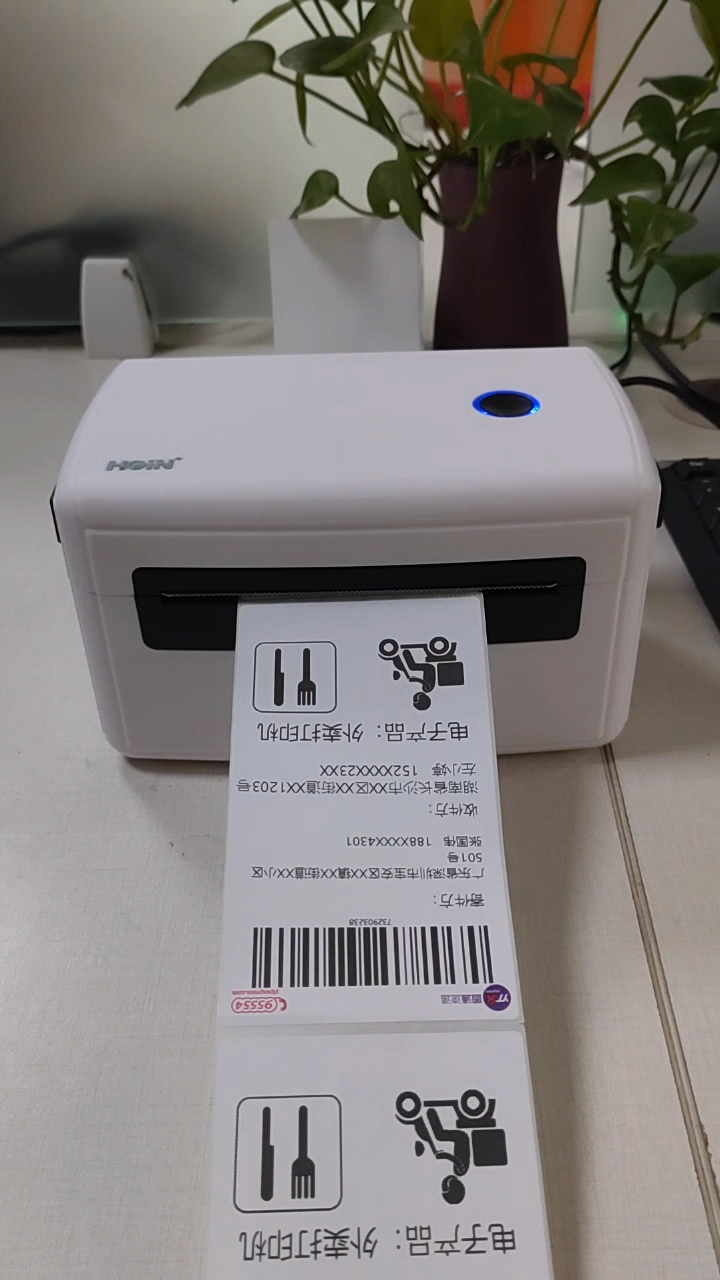 HOIN
圆通速递
YTO
95554
732903238
寄件方：
广东省深圳市宝安区XX镇XX街道XX小区
501号
张国伟 188XXXX4301
收件方：
湖南省长沙市XX区XX街道XX1203号
左小婷 152XXXX23XX
电子产品：外卖打印机
电子产品：外卖打印机